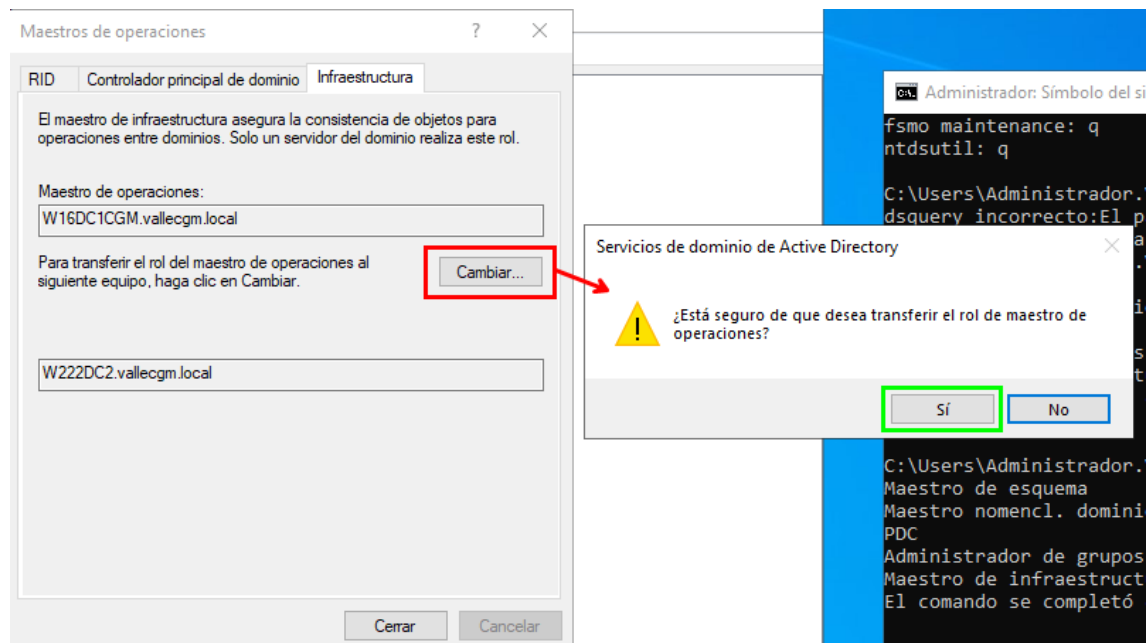 Maestros de operaciones
RID
Controlador principal de dominio
Infraestructura
El maestro de infraestructura asegura la consistencia de objetos para
operaciones entre dominios. Solo un servidor del dominio realiza este rol.
Maestro de operaciones:
W16DC1CGM.vallecgm.local
Para transferir el rol del maestro de operaciones al
siguiente equipo, haga clic en Cambiar.
Cambiar...
W222DC2.vallecgm.local
Cerrar
Cancelar
Servicios de dominio de Active Directory
¿Está seguro de que desea transferir el rol de maestro de
operaciones?
Sí
No
Administrador: Símbolo del si
fsmo maintenance: q
ntdsutil: q
C:\Users\Administrador.
dsquery incorrecto:El p
C:\Users\Administrador.
Maestro de esquema
Maestro nomencl. domini
PDC
Administrador de grupos
Maestro de infraestruct
El comando se completó